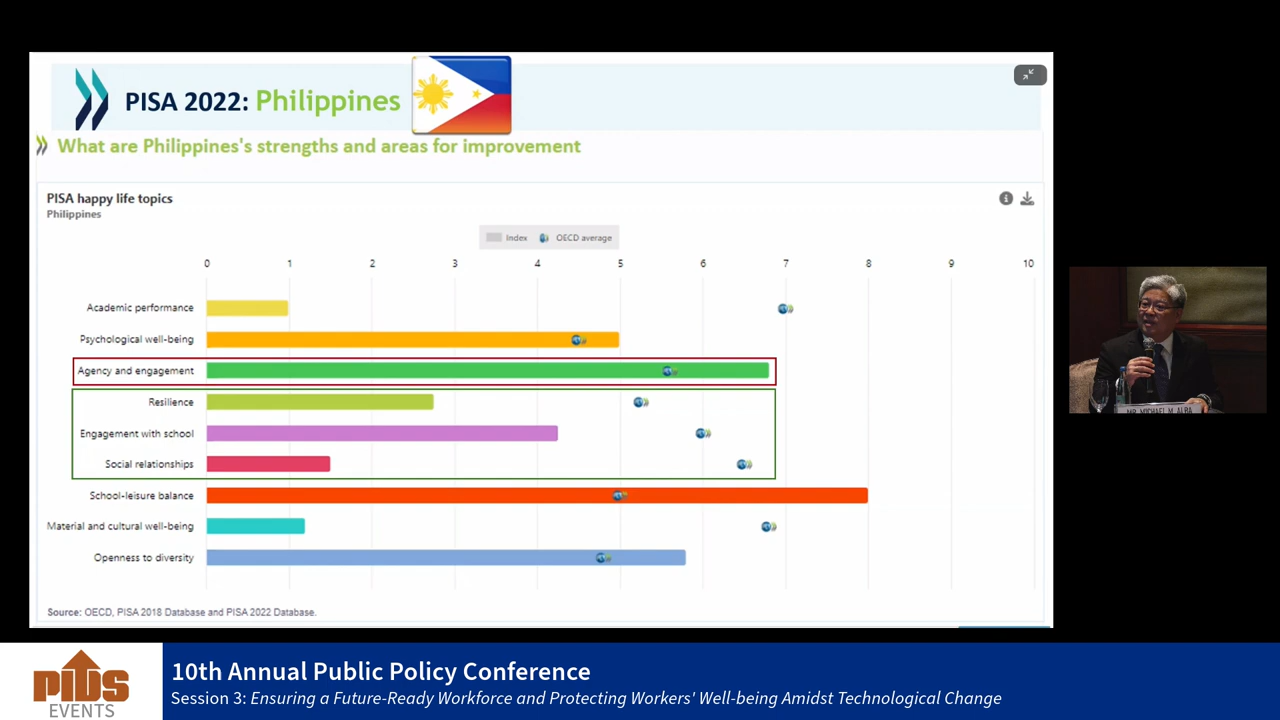 PISA 2022: Philippines
What are Philippines's strengths and areas for improvement
PISA happy life topics
Philippines
Index OECD average
0 1 2 3 4 5 6 7 8 9 10
Academic performance
Psychological well-being
Agency and engagement
Resilience
Engagement with school
Social relationships
School-leisure balance
Material and cultural well-being
Openness to diversity
Source: OECD, PISA 2018 Database and PISA 2022 Database.
MR. MICHAEL M. ALBA
PIDS
EVENTS
10th Annual Public Policy Conference
Session 3: Ensuring a Future-Ready Workforce and Protecting Workers' Well-being Amidst Technological Change